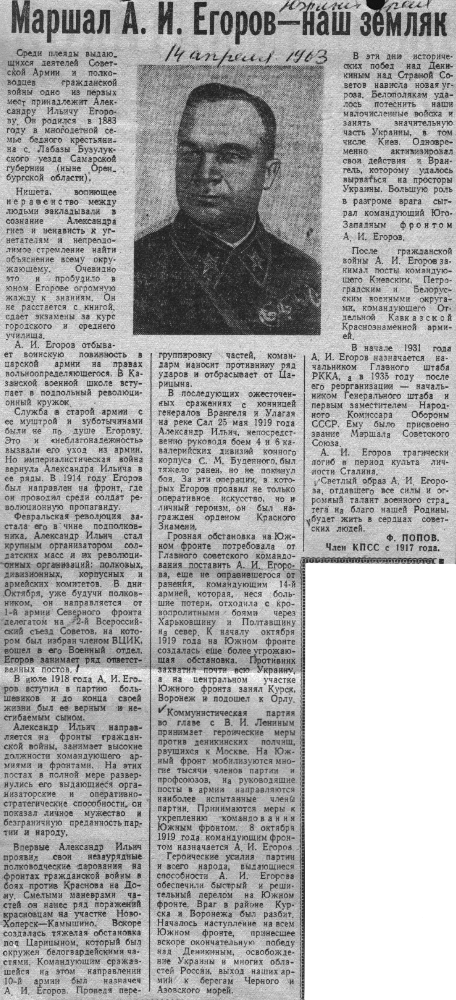 Южный Урал
Маршал А. И. Егоров—наш земляк
14 апреля 1963
Среди плеяды выдаю-
щихся деятелей Совет-
ской Армии и полко-
водцев гражданской
войны одно из первых
мест принадлежит Алек-
сандру Ильичу Егоро-
ву. Он родился в 1883
году в многодетной се-
мье бедного крестьяни-
на с. Лабазы Бузулук-
ского уезда Самарской
губернии (ныне Орен-
бургской области).
Нищета, вопиющее
неравенство между
людьми закладывали в
сознание Александра
гнев и ненависть к уг-
нетателям и непреодо-
лимое стремление найти
объяснение всему окру-
жающему. Очевидно
это и пробудило в
юном Егорове огромную
жажду к знаниям. Он
не расстается с книгой,
сдает экзамены за курс
городского и среднего
училища.
А. И. Егоров отбыва-
ет воинскую повинность в
царской армии на правах
вольноопределяющегося. В Ка-
занской военной школе всту-
пает в подпольный революци-
онный кружок.
Служба в старой армии с
ее муштрой и зуботычинами
были не по душе Егорову.
Это и «неблагонадежность»
вызвали его уход из армии.
Но империалистическая война
вернула Александра Ильича в
ее ряды. В 1914 году Егоров
был направлен на фронт, где
он проводил среди солдат ре-
волюционную пропаганду.
Февральская революция за-
стала его в чине подполков-
ника. Александр Ильич стал
крупным организатором сол-
датских масс и их революци-
онных организаций: полковых,
дивизионных, корпусных и
армейских комитетов. В дни
Октября, уже будучи полков-
ником, он направляется от
1-й армии Северного фронта
делегатом на 2-й Всероссий-
ский съезд Советов, на кото-
ром был избран членом ВЦИК,
вошел в его Военный отдел.
Егоров занимает ряд ответст-
венных постов.
В июле 1918 года А. И. Его-
ров вступил в партию боль-
шевиков и до конца своей
жизни был ее верным и не-
сгибаемым сыном.
Александр Ильич направ-
ляется на фронты граждан-
ской войны, занимает высокие
должности командующего ар-
миями и фронтами. На этих
постах в полной мере развер-
нулись его выдающиеся орга-
низаторские и оперативно-
стратегические способности, он
показал личное мужество и
безграничную преданность пар-
тии и народу.
Впервые Александр Ильич
проявил свои незаурядные
полководческие дарования на
фронтах гражданской войны в
боях против Краснова на До-
ну. Смелыми маневрами ча-
стей он нанес ряд поражений
красновцам на участке Ново-
Хоперск—Камышино. Вскоре
создалась тяжелая обстановка
под Царицыном, который был
окружен белогвардейскими ча-
стями. Командующим сражав-
шейся на этом направлении
10-й армии был назначен
А. И. Егоров. Проведя пере-
группировку частей, коман-
дарм наносит противнику ряд
ударов и отбрасывает от Ца-
рицына.
В последующих ожесточен-
ных сражениях с конницей
генералов Врангеля и Улагая
на реке Сал 25 мая 1919 года
Александр Ильич, непосредст-
венно руководя боем 4 и 6 ка-
валерийских дивизий конного
корпуса С. М. Буденного, был
тяжело ранен, но не покинул
боя. За эти операции, в кото-
рых Егоров проявил не только
оперативное искусство, но и
личный героизм, он был на-
гражден орденом Красного
Знамени.
Грозная обстановка на Юж-
ном фронте потребовала от
Главного советского командо-
вания поставить А. И. Егоро-
ва, еще не оправившегося от
ранения, командующим 14-й
армией, которая, неся боль-
шие потери, отходила с кро-
вопролитными боями через
Харьковщину и Полтавщину
на север. К началу октября
1919 года на Южном фронте
создалась еще более угрожаю-
щая обстановка. Противник
захватил почти всю Украину,
а на центральном участке
Южного фронта занял Курск,
Воронеж и подошел к Орлу.
Коммунистическая партия
во главе с В. И. Лениным
принимает героические меры
против деникинских полчищ,
рвущихся к Москве. На Юж-
ный фронт мобилизуются мно-
гие тысячи членов партии и
профсоюзов, на руководящие
посты в армии направляются
наиболее испытанные члены
партии. Принимаются меры к
укреплению командования
Южным фронтом. 8 октября
1919 года командующим фрон-
том назначается А. И. Егоров.
Героические усилия партии
и всего народа, выдающиеся
способности А. И. Егорова
обеспечили быстрый и реши-
тельный перелом на Южном
фронте. Враг в районе Кур-
ска и Воронежа был разбит.
Началось наступление на всем
Южном фронте, принесшее
вскоре окончательную победу
над Деникиным, освобожде-
ние Украины и многих обла-
стей России, выход наших ар-
мий к берегам Черного и
Азовского морей.
В эти дни историче-
ских побед над Дени-
киным над Страной Со-
ветов нависла новая уг-
роза. Белополякам уда-
лось потеснить наши
малочисленные войска и
занять значительную
часть Украины, в том
числе Киев. Одновре-
менно активизировал
свои действия и Вран-
гель, которому удалось
вырваться на просторы
Украины. Большую роль
в разгроме врага сыг-
рал командующий Юго-
Западным фронтом
А. И. Егоров.
После гражданской
войны А. И. Егоров за-
нимал посты командую-
щего Киевским, Петро-
градским и Белорус-
ским военными округа-
ми, командующего От-
дельной Кавказской
Краснознаменной арми-
ей.
В начале 1931 года
А. И. Егоров назначается на-
чальником Главного штаба
РККА, а в 1935 году после
его реорганизации — началь-
ником Генерального штаба и
первым заместителем Народ-
ного Комиссара Обороны
СССР. Ему было присвоено
звание Маршала Советского
Союза.
А. И. Егоров трагически
погиб в период культа лич-
ности Сталина.
Светлый образ А. И. Егоро-
ва, отдавшего все силы и ог-
ромный талант военного стра-
тега на благо нашей Родины,
будет жить в сердцах совет-
ских людей.
Ф. ПОПОВ.
Член КПСС с 1917 года.